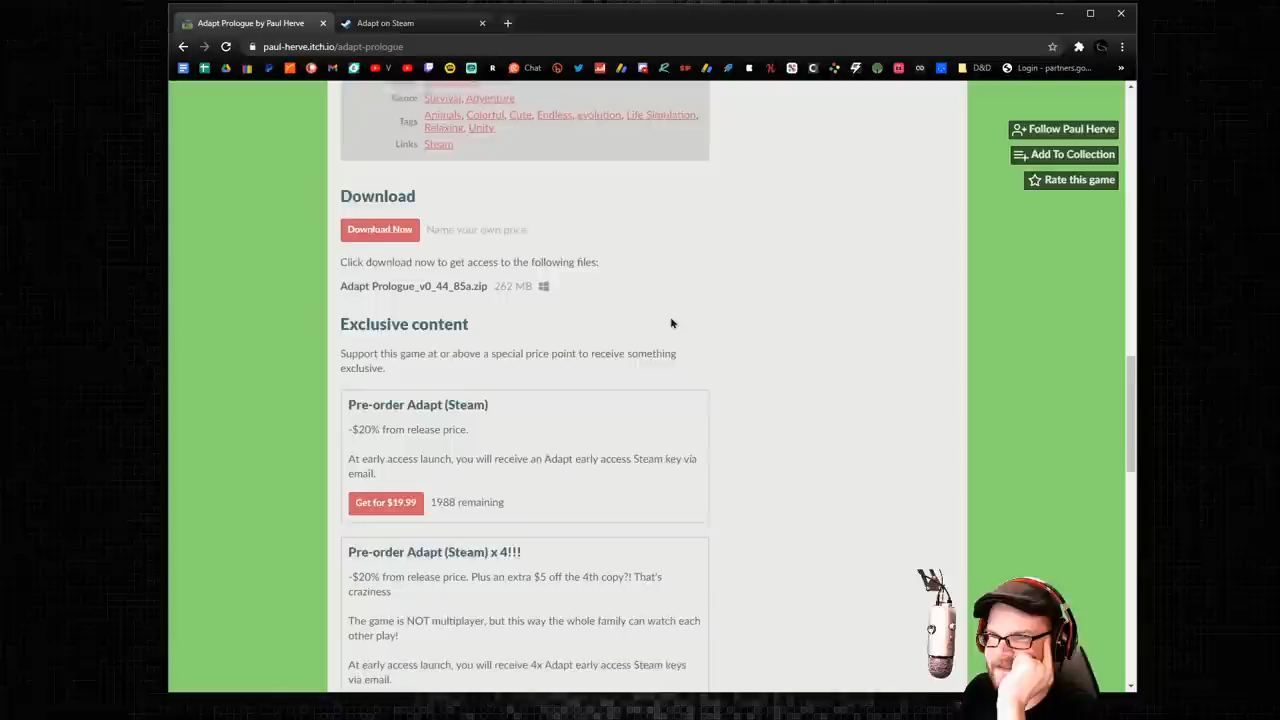 Adapt Prologue by Paul Herve
Adapt on Steam
paul-herve.itch.io/adapt-prologue
V
Chat
D&D
Login - partners.go...
Genre Survival, Adventure
Tags Animals, Colorful, Cute, Endless, evolution, Life Simulation,
Relaxing, Unity
Links Steam
Follow Paul Herve
Add To Collection
Rate this game
Download
Download Now Name your own price
Click download now to get access to the following files:
Adapt Prologue_v0_44_85a.zip 262 MB
Exclusive content
Support this game at or above a special price point to receive something
exclusive.
Pre-order Adapt (Steam)
-$20% from release price.
At early access launch, you will receive an Adapt early access Steam key via
email.
Get for $19.99 1988 remaining
Pre-order Adapt (Steam) x 4!!!
-$20% from release price. Plus an extra $5 off the 4th copy?! That's
craziness
The game is NOT multiplayer, but this way the whole family can watch each
other play!
At early access launch, you will receive 4x Adapt early access Steam keys
via email.